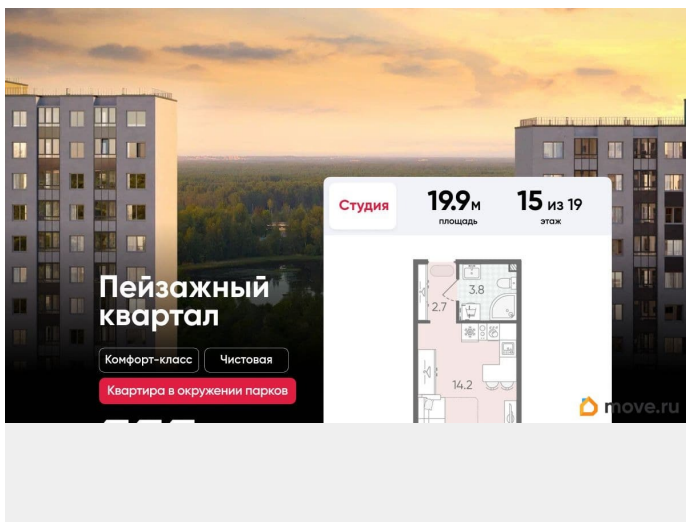 Студия
19.9 м
площадь
15 из 19
этаж
Пейзажный
квартал
Комфорт-класс
Чистовая
Квартира в окружении парков
3.8
2.7
14.2
move.ru